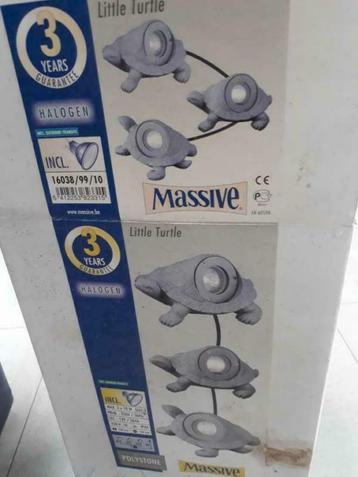 Little Turtle
3
YEARS
GUARANTEE
HALOGEN
INCL.
16038/99/10
5412253823315
www.massive.be
MASSIVE®
CE
Little Turtle
3
YEARS
GUARANTEE
HALOGEN
INCL.
POLYSTONE
MASSIVE